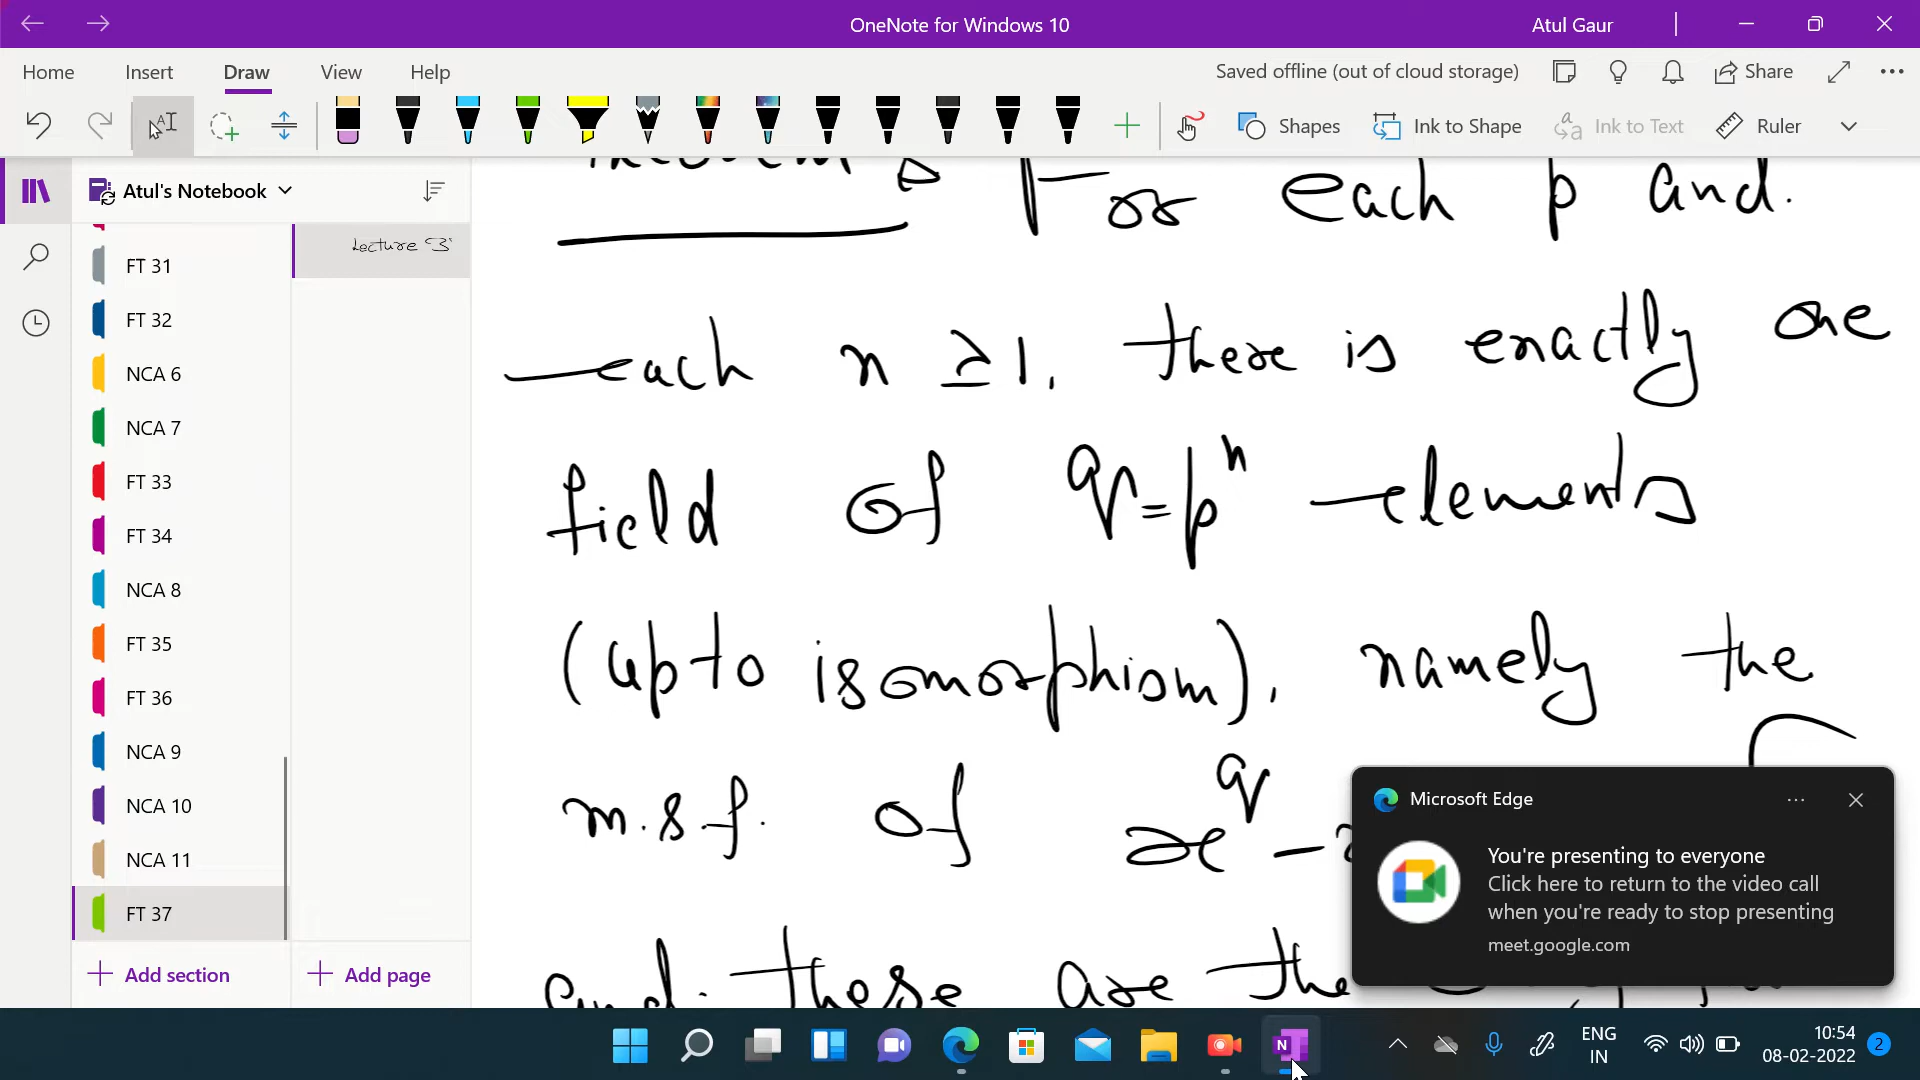 OneNote for Windows 10
Atul Gaur
Home Insert Draw View Help
Saved offline (out of cloud storage)
Share
Shapes
Ink to Shape
Ink to Text
Ruler
Atul's Notebook
FT 31
FT 32
NCA 6
NCA 7
FT 33
FT 34
NCA 8
FT 35
FT 36
NCA 9
NCA 10
NCA 11
FT 37
Add section
Lecture
Add page
For each p and.
each n ≥ 1, there is exactly one
field of q = pⁿ elements
(upto isomorphism), namely the
m.s.f. of x^q -
and these are the
Microsoft Edge
You're presenting to everyone
Click here to return to the video call
when you're ready to stop presenting
meet.google.com
ENG
IN
10:54
08-02-2022
2